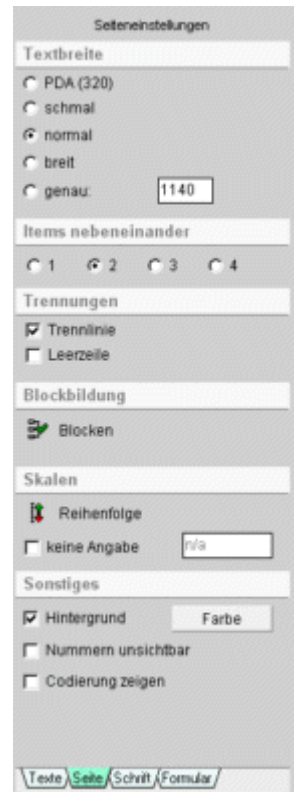 Seiteneinstellungen
Textbreite
PDA (320)
schmal
normal
breit
genau: 1140
Items nebeneinander
1 2 3 4
Trennungen
Trennlinie
Leerzeile
Blockbildung
Blocken
Skalen
Reihenfolge
keine Angabe n/a
Sonstiges
Hintergrund Farbe
Nummern unsichtbar
Codierung zeigen
Texte Seite Schrift Formular